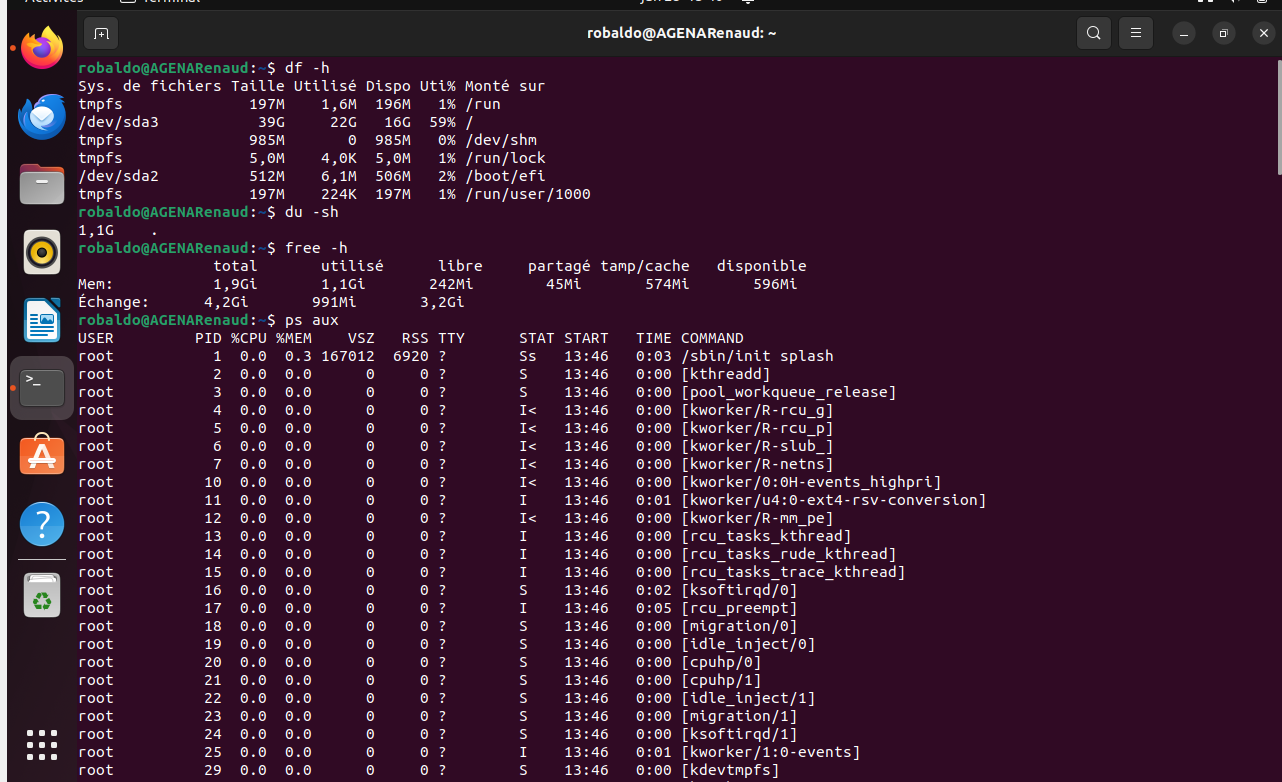 Activités Terminal
robaldo@AGENARenaud: ~
robaldo@AGENARenaud:~$ df -h
Sys. de fichiers Taille Utilisé Dispo Uti% Monté sur
tmpfs 197M 1,6M 196M 1% /run
/dev/sda3 39G 22G 16G 59% /
tmpfs 985M 0 985M 0% /dev/shm
tmpfs 5,0M 4,0K 5,0M 1% /run/lock
/dev/sda2 512M 6,1M 506M 2% /boot/efi
tmpfs 197M 224K 197M 1% /run/user/1000
robaldo@AGENARenaud:~$ du -sh
1,1G .
robaldo@AGENARenaud:~$ free -h
total utilisé libre partagé tamp/cache disponible
Mem: 1,9Gi 1,1Gi 242Mi 45Mi 574Mi 596Mi
Échange: 4,2Gi 991Mi 3,2Gi
robaldo@AGENARenaud:~$ ps aux
USER PID %CPU %MEM VSZ RSS TTY STAT START TIME COMMAND
root 1 0.0 0.3 167012 6920 ? Ss 13:46 0:03 /sbin/init splash
root 2 0.0 0.0 0 0 ? S 13:46 0:00 [kthreadd]
root 3 0.0 0.0 0 0 ? S 13:46 0:00 [pool_workqueue_release]
root 4 0.0 0.0 0 0 ? I< 13:46 0:00 [kworker/R-rcu_g]
root 5 0.0 0.0 0 0 ? I< 13:46 0:00 [kworker/R-rcu_p]
root 6 0.0 0.0 0 0 ? I< 13:46 0:00 [kworker/R-slub_]
root 7 0.0 0.0 0 0 ? I< 13:46 0:00 [kworker/R-netns]
root 10 0.0 0.0 0 0 ? I< 13:46 0:00 [kworker/0:0H-events_highpri]
root 11 0.0 0.0 0 0 ? I 13:46 0:01 [kworker/u4:0-ext4-rsv-conversion]
root 12 0.0 0.0 0 0 ? I< 13:46 0:00 [kworker/R-mm_pe]
root 13 0.0 0.0 0 0 ? I 13:46 0:00 [rcu_tasks_kthread]
root 14 0.0 0.0 0 0 ? I 13:46 0:00 [rcu_tasks_rude_kthread]
root 15 0.0 0.0 0 0 ? I 13:46 0:00 [rcu_tasks_trace_kthread]
root 16 0.0 0.0 0 0 ? S 13:46 0:02 [ksoftirqd/0]
root 17 0.0 0.0 0 0 ? I 13:46 0:05 [rcu_preempt]
root 18 0.0 0.0 0 0 ? S 13:46 0:00 [migration/0]
root 19 0.0 0.0 0 0 ? S 13:46 0:00 [idle_inject/0]
root 20 0.0 0.0 0 0 ? S 13:46 0:00 [cpuhp/0]
root 21 0.0 0.0 0 0 ? S 13:46 0:00 [cpuhp/1]
root 22 0.0 0.0 0 0 ? S 13:46 0:00 [idle_inject/1]
root 23 0.0 0.0 0 0 ? S 13:46 0:00 [migration/1]
root 24 0.0 0.0 0 0 ? S 13:46 0:00 [ksoftirqd/1]
root 25 0.0 0.0 0 0 ? I 13:46 0:01 [kworker/1:0-events]
root 29 0.0 0.0 0 0 ? S 13:46 0:00 [kdevtmpfs]